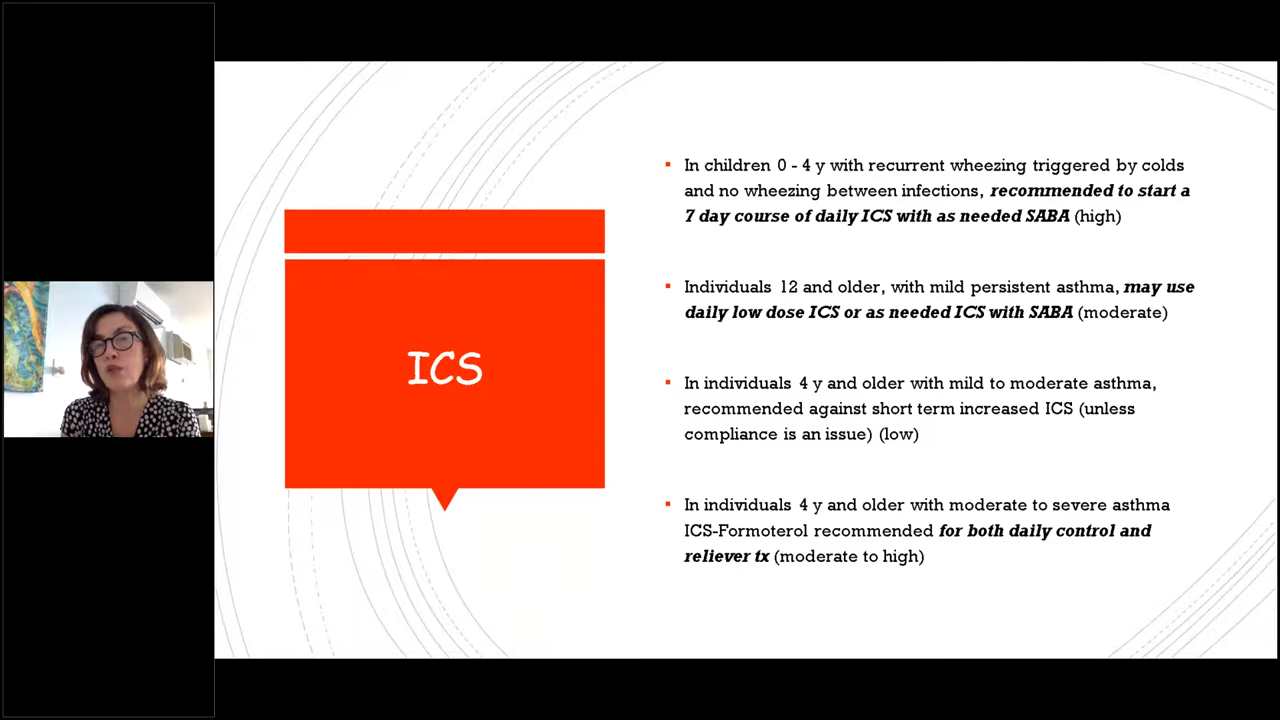 ICS
▪ In children 0 - 4 y with recurrent wheezing triggered by colds
and no wheezing between infections, recommended to start a
7 day course of daily ICS with as needed SABA (high)
▪ Individuals 12 and older, with mild persistent asthma, may use
daily low dose ICS or as needed ICS with SABA (moderate)
▪ In individuals 4 y and older with mild to moderate asthma,
recommended against short term increased ICS (unless
compliance is an issue) (low)
▪ In individuals 4 y and older with moderate to severe asthma
ICS-Formoterol recommended for both daily control and
reliever tx (moderate to high)